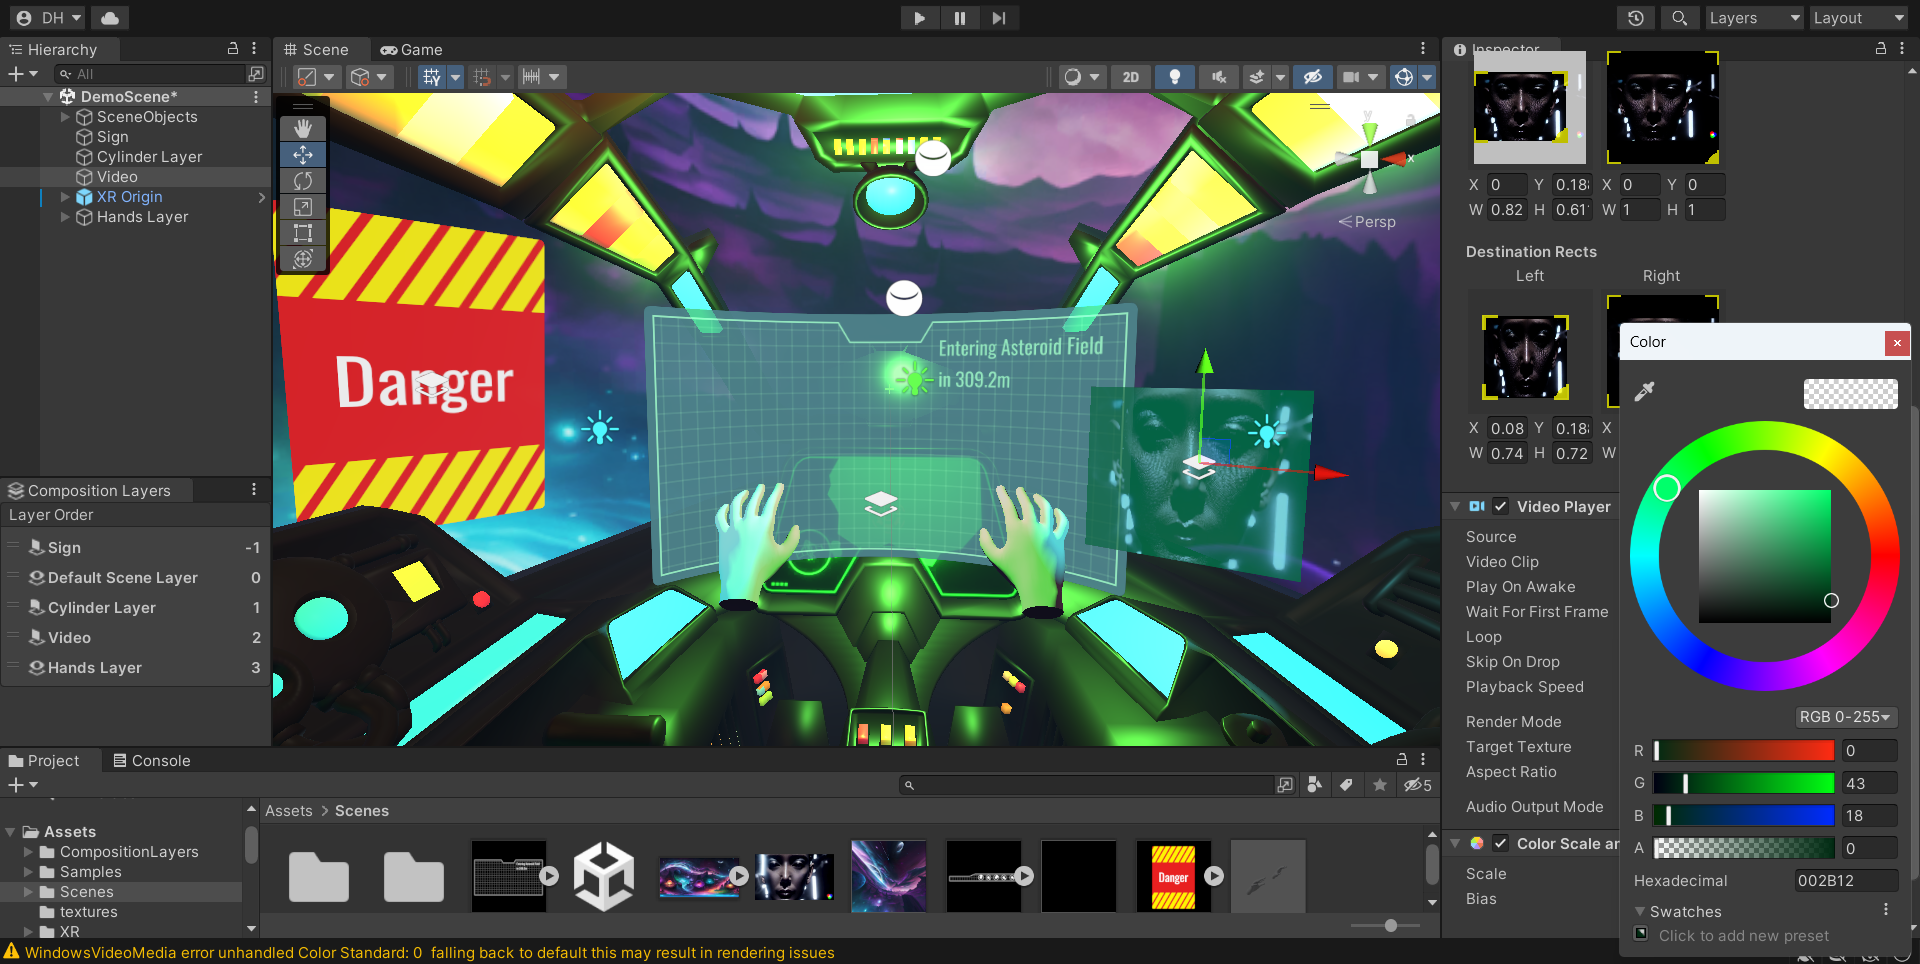 DH
Layers
Layout
Hierarchy
Scene
Game
Inspector
All
2D
DemoScene*
SceneObjects
Sign
Cylinder Layer
Video
XR Origin
Hands Layer
y
x
Persp
Danger
Entering Asteroid Field
in 309.2m
X 0 Y 0.18 X 0 Y 0
W 0.82 H 0.61 W 1 H 1
Destination Rects
Left Right
X 0.08 Y 0.18 X
W 0.74 H 0.72 W
Composition Layers
Layer Order
Sign -1
Default Scene Layer 0
Cylinder Layer 1
Video 2
Hands Layer 3
Video Player
Source
Video Clip
Play On Awake
Wait For First Frame
Loop
Skip On Drop
Playback Speed
Render Mode
Target Texture
Aspect Ratio
Audio Output Mode
Color Scale ar
Scale
Bias
Color
RGB 0-255
R 0
G 43
B 18
A 0
Hexadecimal 002B12
Swatches
Click to add new preset
Project
Console
5
Assets
CompositionLayers
Samples
Scenes
textures
XR
Assets > Scenes
Danger
WindowsVideoMedia error unhandled Color Standard: 0 falling back to default this may result in rendering issues